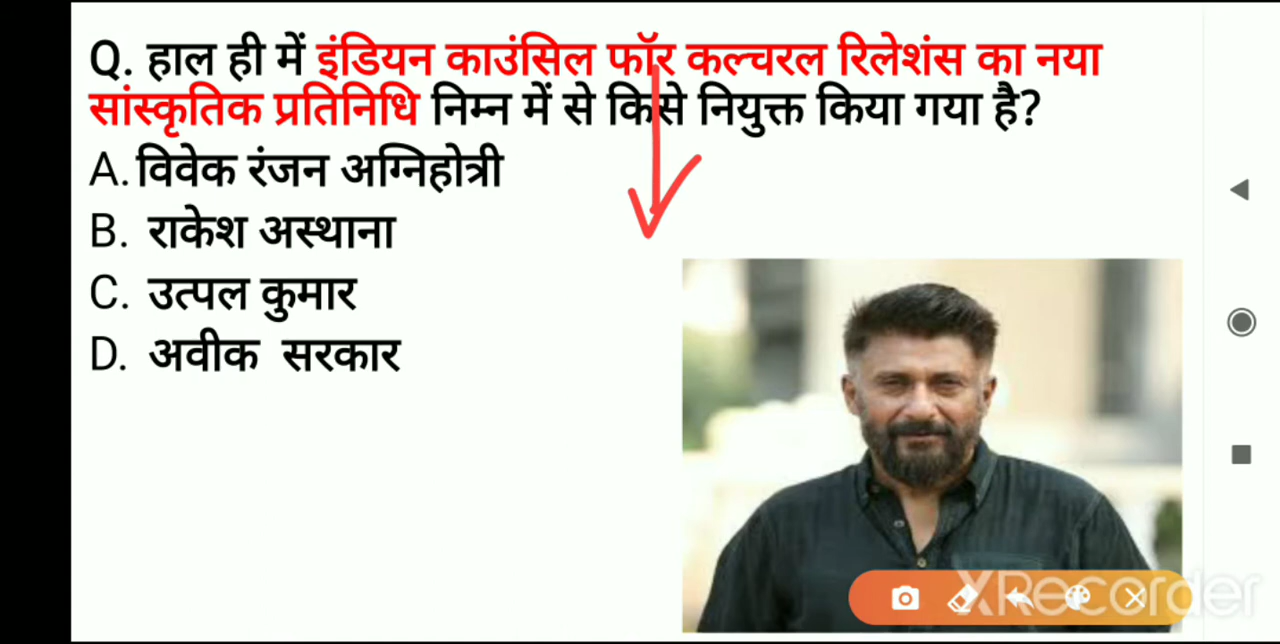 Q. हाल ही में इंडियन काउंसिल फॉर कल्चरल रिलेशंस का नया
सांस्कृतिक प्रतिनिधि निम्न में से किसे नियुक्त किया गया है?
A. विवेक रंजन अग्निहोत्री
B. राकेश अस्थाना
C. उत्पल कुमार
D. अवीक सरकार
XRecorder